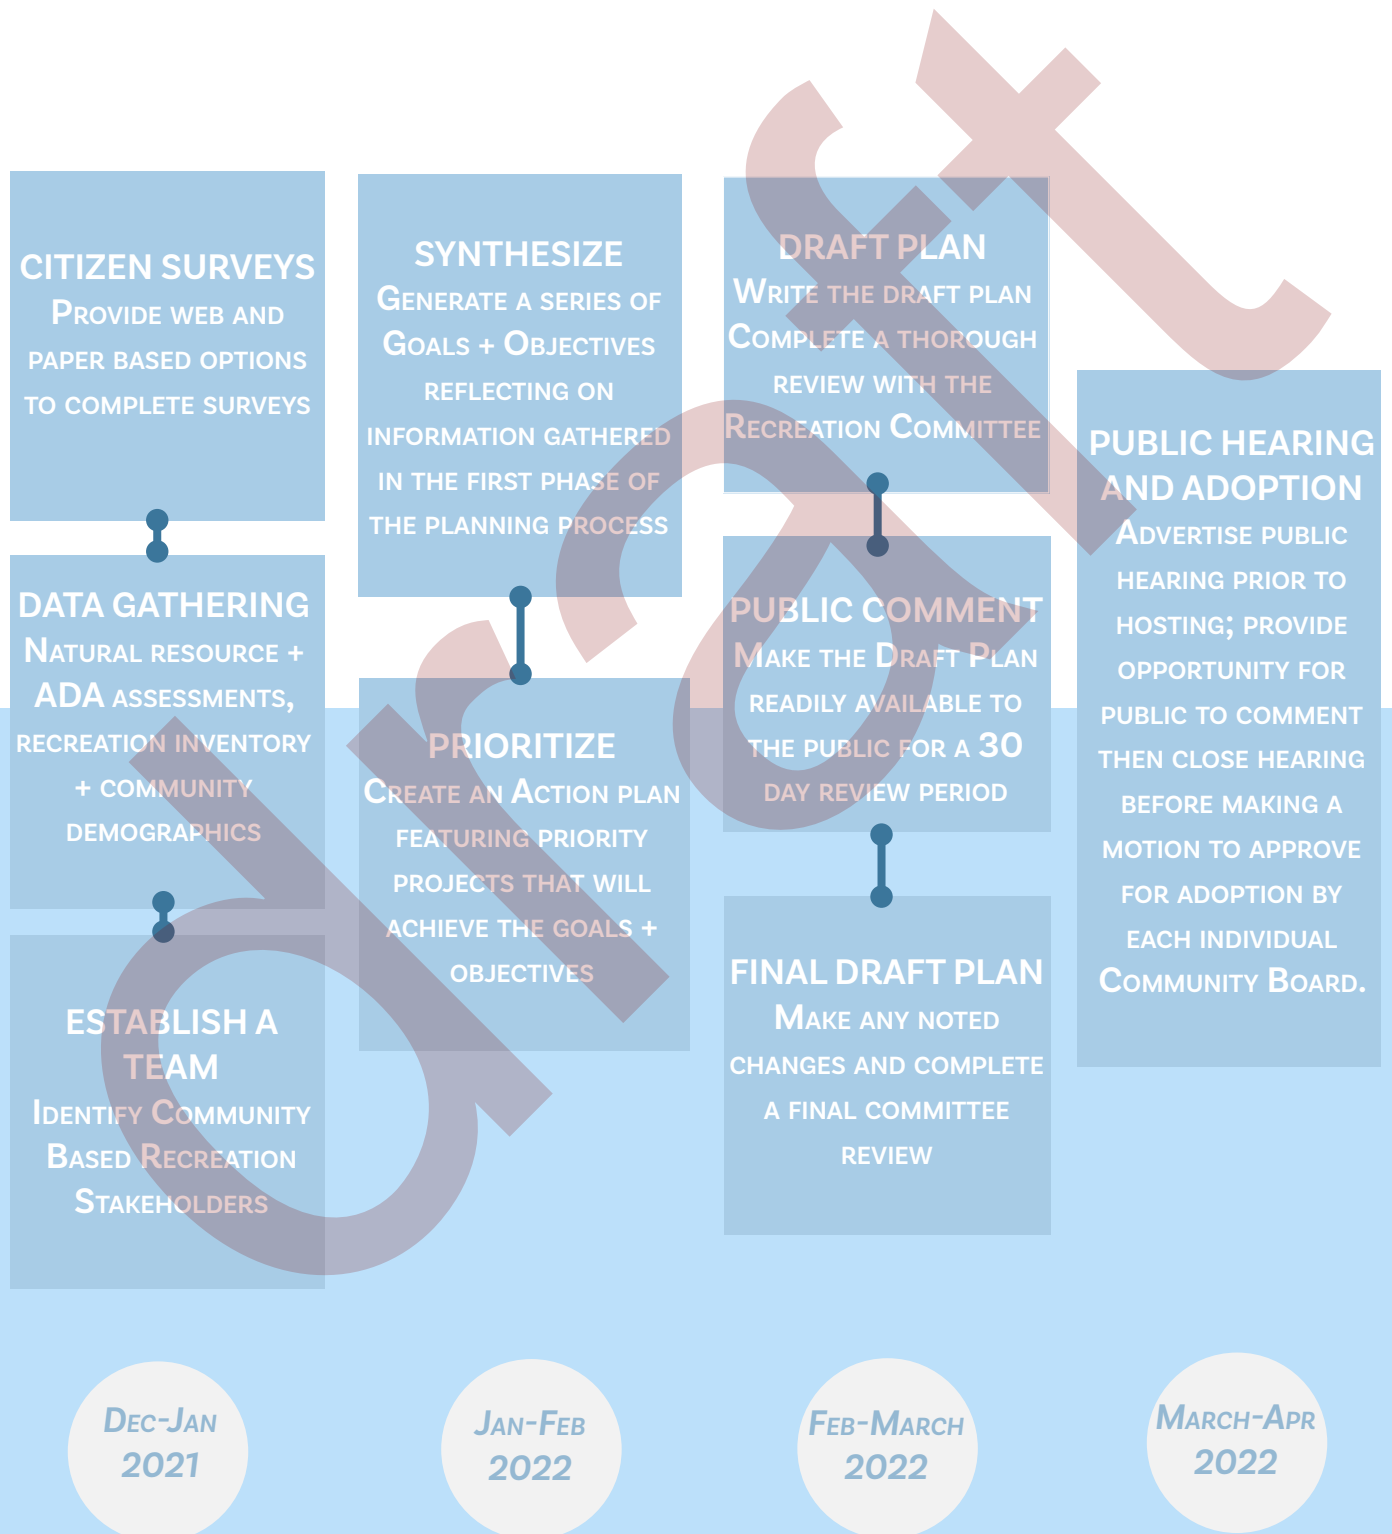 CITIZEN SURVEYS
Provide web and
paper based options
to complete surveys
DATA GATHERING
Natural resource +
ADA assessments,
recreation inventory
+ community
demographics
ESTABLISH A
TEAM
Identify Community
Based Recreation
Stakeholders
Dec-Jan
2021
SYNTHESIZE
Generate a series of
Goals + Objectives
reflecting on
information gathered
in the first phase of
the planning process
PRIORITIZE
Create an Action plan
featuring priority
projects that will
achieve the goals +
objectives
Jan-Feb
2022
DRAFT PLAN
Write the draft plan
Complete a thorough
review with the
Recreation Committee
PUBLIC COMMENT
Make the Draft Plan
readily available to
the public for a 30
day review period
FINAL DRAFT PLAN
Make any noted
changes and complete
a final committee
review
Feb-March
2022
PUBLIC HEARING
AND ADOPTION
Advertise public
hearing prior to
hosting; provide
opportunity for
public to comment
then close hearing
before making a
motion to approve
for adoption by
each individual
Community Board.
March-Apr
2022
draft